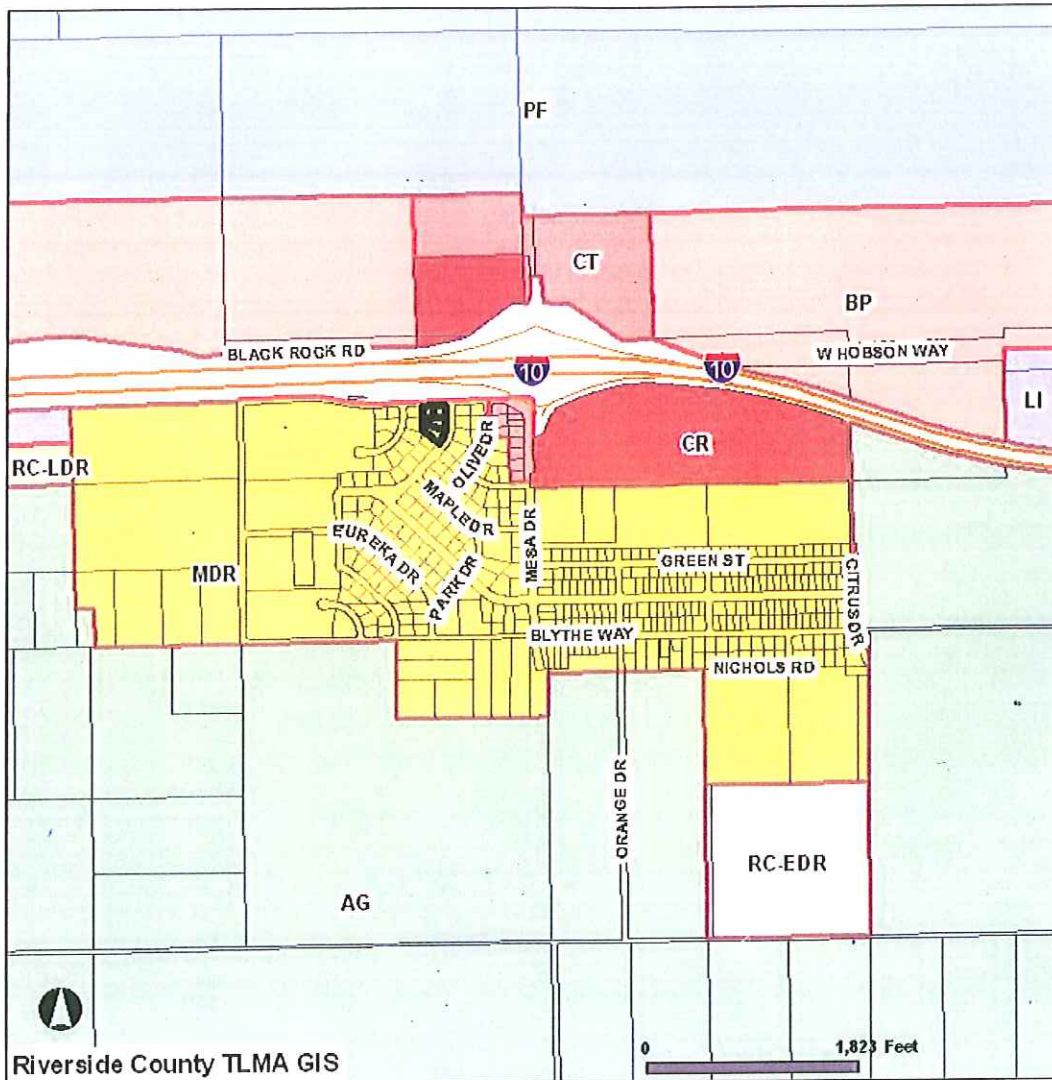 PF
CT
BP
BLACK ROCK RD
W HOBSON WAY
10
10
LI
CR
RC-LDR
OLIVE DR
MAPLE DR
MESA DR
EUREKA DR
PARK DR
GREEN ST
CITRUS DR
MDR
BLYTHE WAY
NICHOLS RD
ORANGE DR
RC-EDR
AG
0 1,823 Feet
Riverside County TLMA GIS